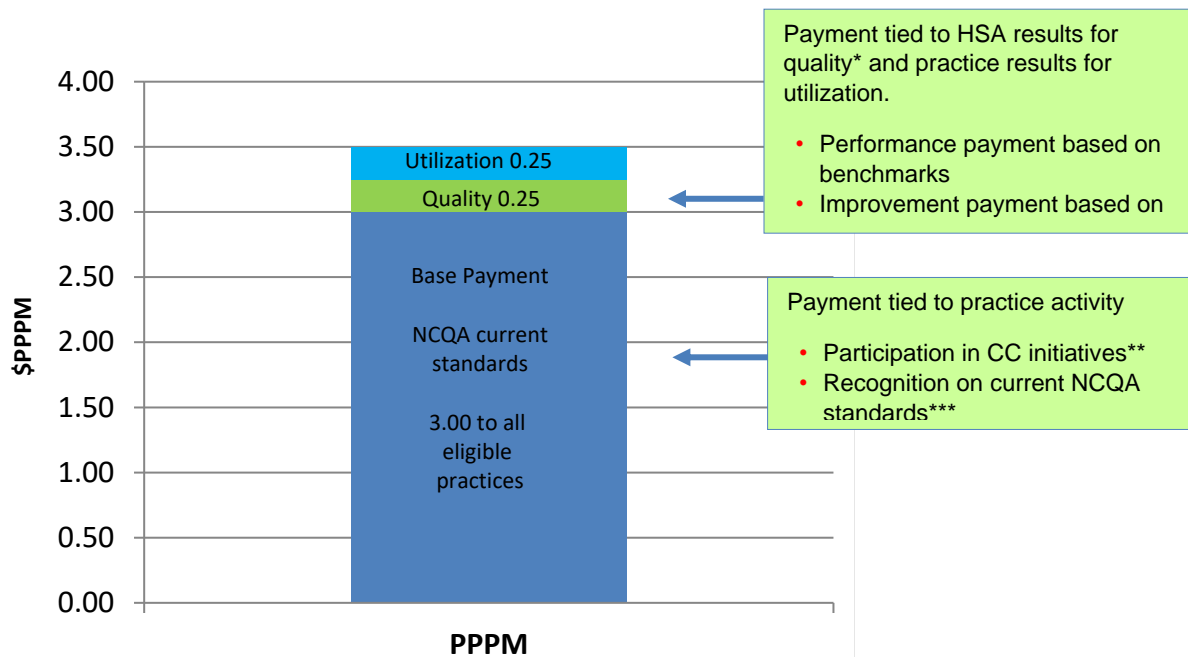 Payment tied to HSA results for
quality* and practice results for
utilization.
• Performance payment based on
benchmarks
• Improvement payment based on
4.00
3.50
3.00
2.50
2.00
1.50
1.00
0.50
0.00
$PPPM
Utilization 0.25
Quality 0.25
Base Payment
NCQA current
standards
3.00 to all
eligible
practices
Payment tied to practice activity
• Participation in CC initiatives**
• Recognition on current NCQA
standards***
PPPM